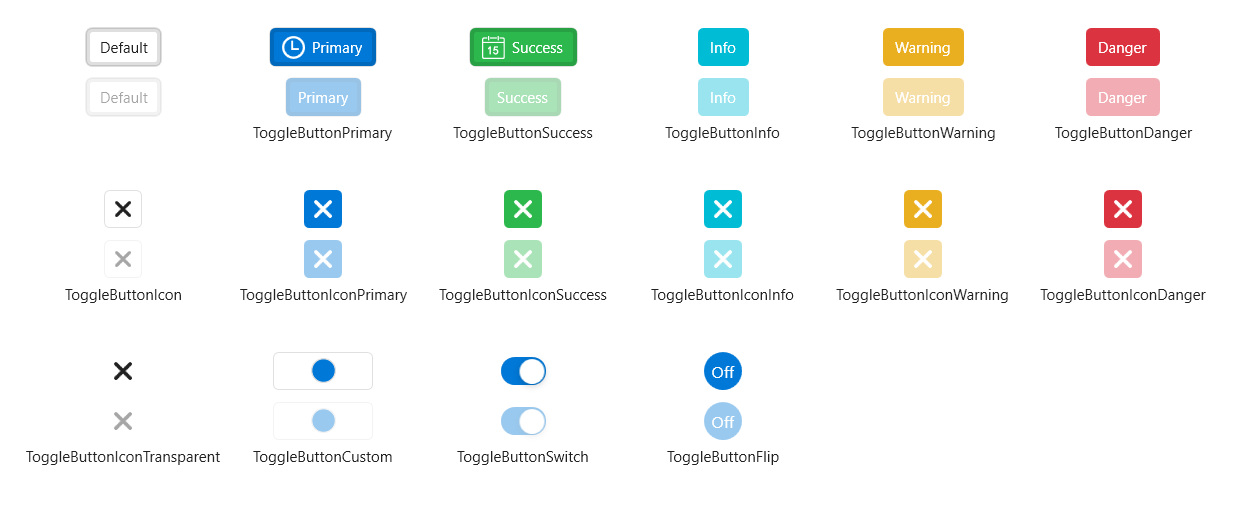 Default Primary 15 Success Info Warning Danger
Default Primary Success Info Warning Danger
ToggleButtonPrimary ToggleButtonSuccess ToggleButtonInfo ToggleButtonWarning ToggleButtonDanger
ToggleButtonIcon ToggleButtonIconPrimary ToggleButtonIconSuccess ToggleButtonIconInfo ToggleButtonIconWarning ToggleButtonIconDanger
Off
Off
ToggleButtonIconTransparent ToggleButtonCustom ToggleButtonSwitch ToggleButtonFlip